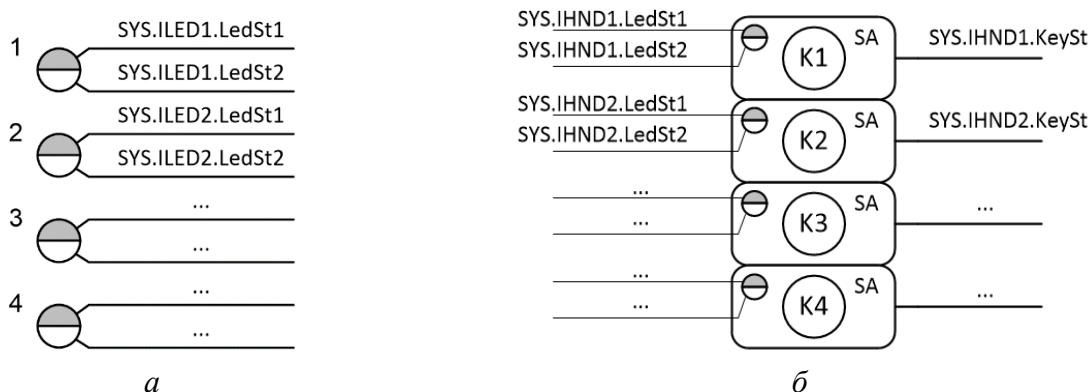 1
SYS.ILED1.LedSt1
SYS.ILED1.LedSt2
2
SYS.ILED2.LedSt1
SYS.ILED2.LedSt2
3
...
...
4
...
...
а
SYS.IHND1.LedSt1
SYS.IHND1.LedSt2
K1
SA
SYS.IHND1.KeySt
SYS.IHND2.LedSt1
SYS.IHND2.LedSt2
K2
SA
SYS.IHND2.KeySt
...
...
K3
SA
...
...
...
K4
SA
...
б